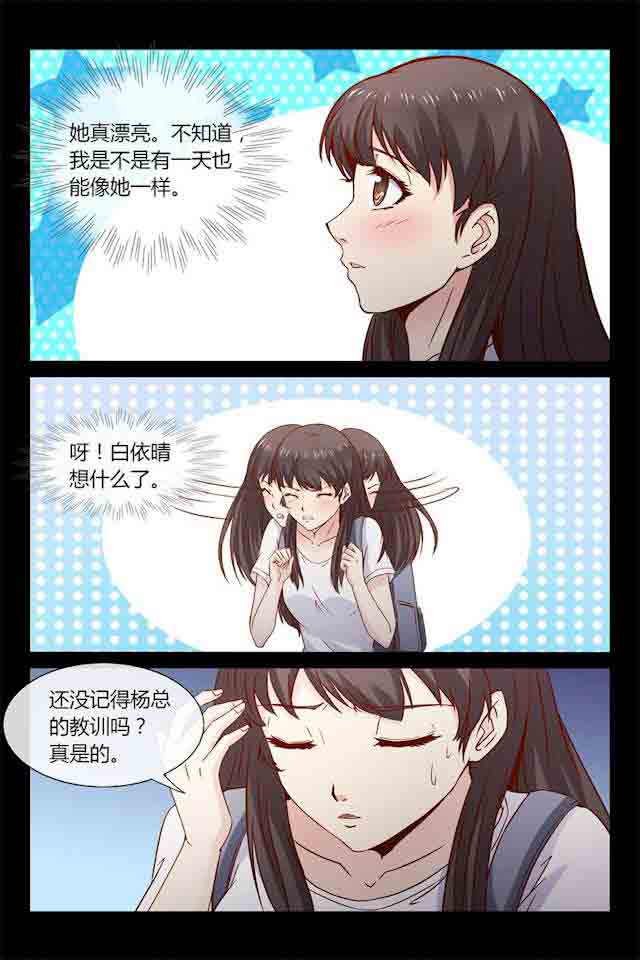 她真漂亮。不知道，
我是不是有一天也
能像她一样。
呀！白依晴
想什么了。
还没记得杨总
的教训吗？
真是的。